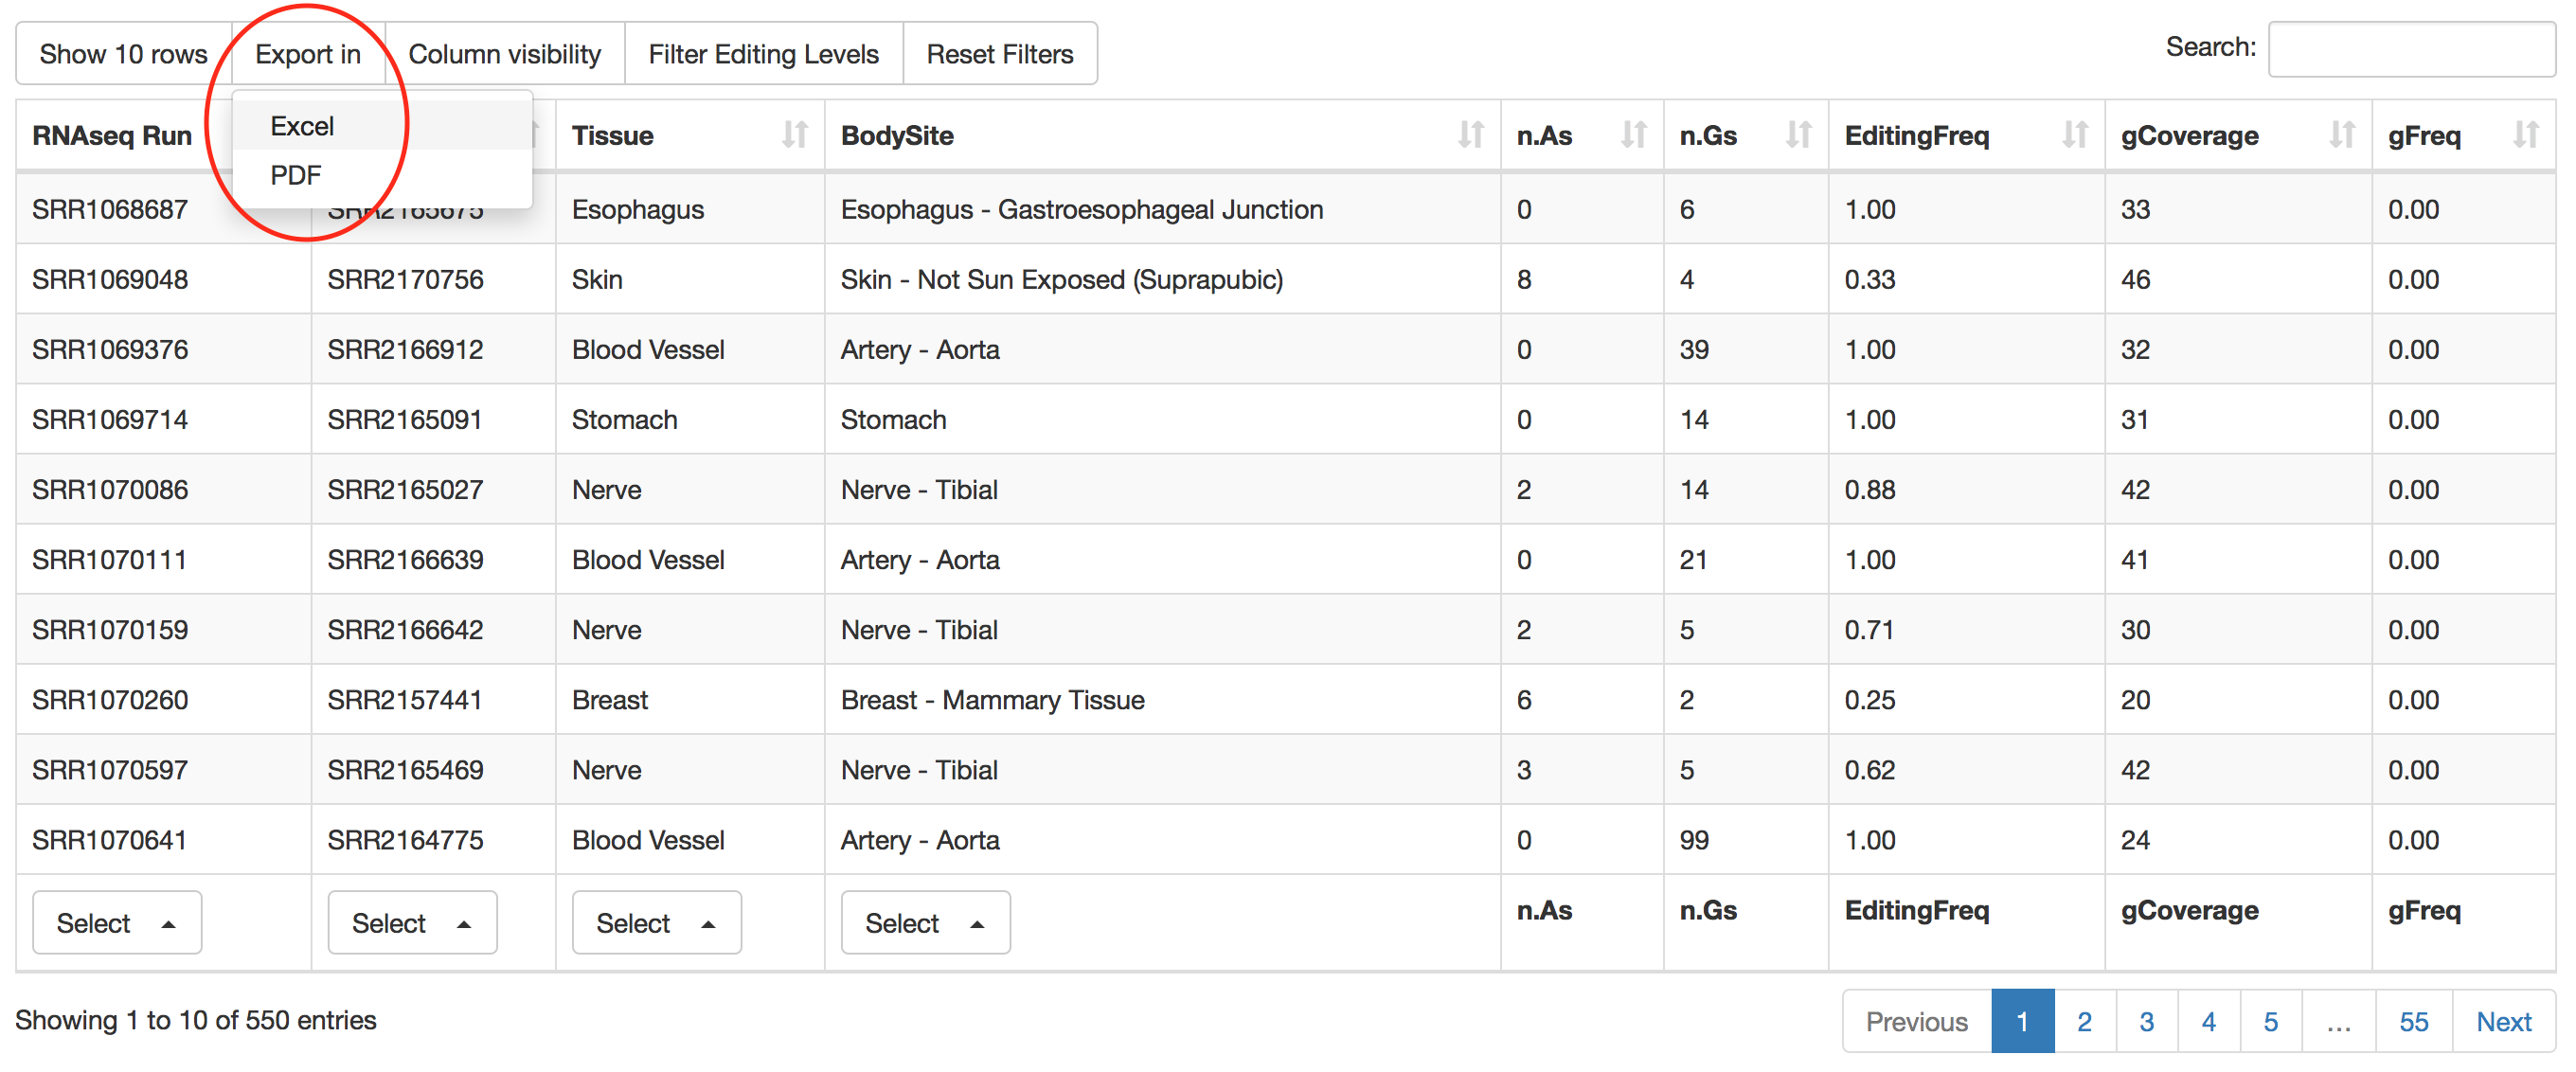 Show 10 rows Export in Column visibility Filter Editing Levels Reset Filters Search:
Excel
PDF
RNAseq Run Tissue BodySite n.As n.Gs EditingFreq gCoverage gFreq
SRR1068687 SRR2165675 Esophagus Esophagus - Gastroesophageal Junction 0 6 1.00 33 0.00
SRR1069048 SRR2170756 Skin Skin - Not Sun Exposed (Suprapubic) 8 4 0.33 46 0.00
SRR1069376 SRR2166912 Blood Vessel Artery - Aorta 0 39 1.00 32 0.00
SRR1069714 SRR2165091 Stomach Stomach 0 14 1.00 31 0.00
SRR1070086 SRR2165027 Nerve Nerve - Tibial 2 14 0.88 42 0.00
SRR1070111 SRR2166639 Blood Vessel Artery - Aorta 0 21 1.00 41 0.00
SRR1070159 SRR2166642 Nerve Nerve - Tibial 2 5 0.71 30 0.00
SRR1070260 SRR2157441 Breast Breast - Mammary Tissue 6 2 0.25 20 0.00
SRR1070597 SRR2165469 Nerve Nerve - Tibial 3 5 0.62 42 0.00
SRR1070641 SRR2164775 Blood Vessel Artery - Aorta 0 99 1.00 24 0.00
Select Select Select Select n.As n.Gs EditingFreq gCoverage gFreq
Showing 1 to 10 of 550 entries Previous 1 2 3 4 5 ... 55 Next